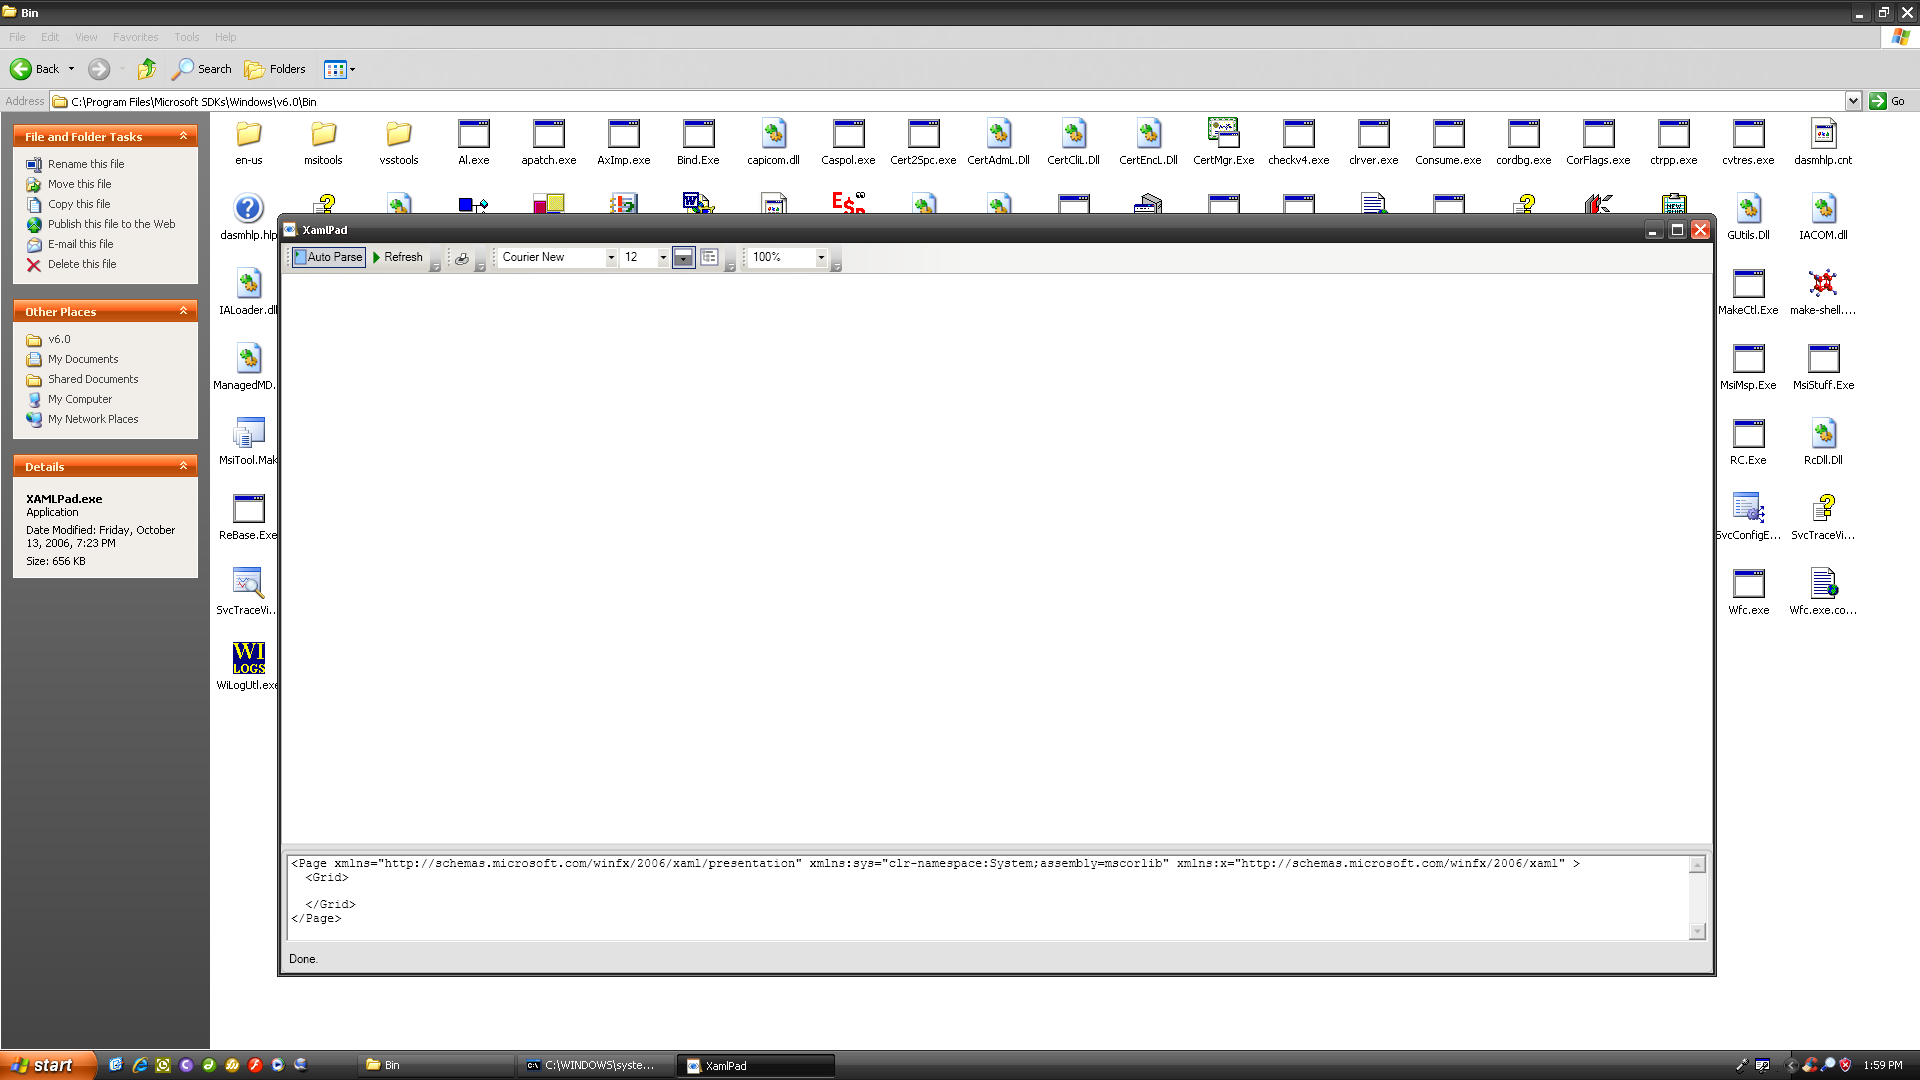 Bin
File Edit View Favorites Tools Help
Back Search Folders
Address C:\Program Files\Microsoft SDKs\Windows\v6.0\Bin Go
File and Folder Tasks
Rename this file
Move this file
Copy this file
Publish this file to the Web
E-mail this file
Delete this file
Other Places
v6.0
My Documents
Shared Documents
My Computer
My Network Places
Details
XAMLPad.exe
Application
Date Modified: Friday, October
13, 2006, 7:23 PM
Size: 656 KB
en-us msitools vsstools Al.exe apatch.exe AxImp.exe Bind.Exe capicom.dll Caspol.exe Cert2Spc.exe CertAdmL.Dll CertCliL.Dll CertEncL.Dll CertMgr.Exe checkv4.exe clrver.exe Consume.exe cordbg.exe CorFlags.exe ctrpp.exe cvtres.exe dasmhlp.cnt
dasmhlp.hlp GUtils.Dll IACOM.dll
IALoader.dll MakeCtl.Exe make-shell....
ManagedMD. MsiMsp.Exe MsiStuff.Exe
MsiTool.Mak RC.Exe RcDll.Dll
ReBase.Exe SvcConfigE... SvcTraceVi...
SvcTraceVi.. Wfc.exe Wfc.exe.co...
WI
LOGS
WiLogUtl.exe
XamlPad
Auto Parse Refresh Courier New 12 100%
<Page xmlns="http://schemas.microsoft.com/winfx/2006/xaml/presentation" xmlns:sys="clr-namespace:System;assembly=mscorlib" xmlns:x="http://schemas.microsoft.com/winfx/2006/xaml" >
<Grid>
</Grid>
</Page>
Done.
start Bin C:\WINDOWS\syste... XamlPad 1:59 PM